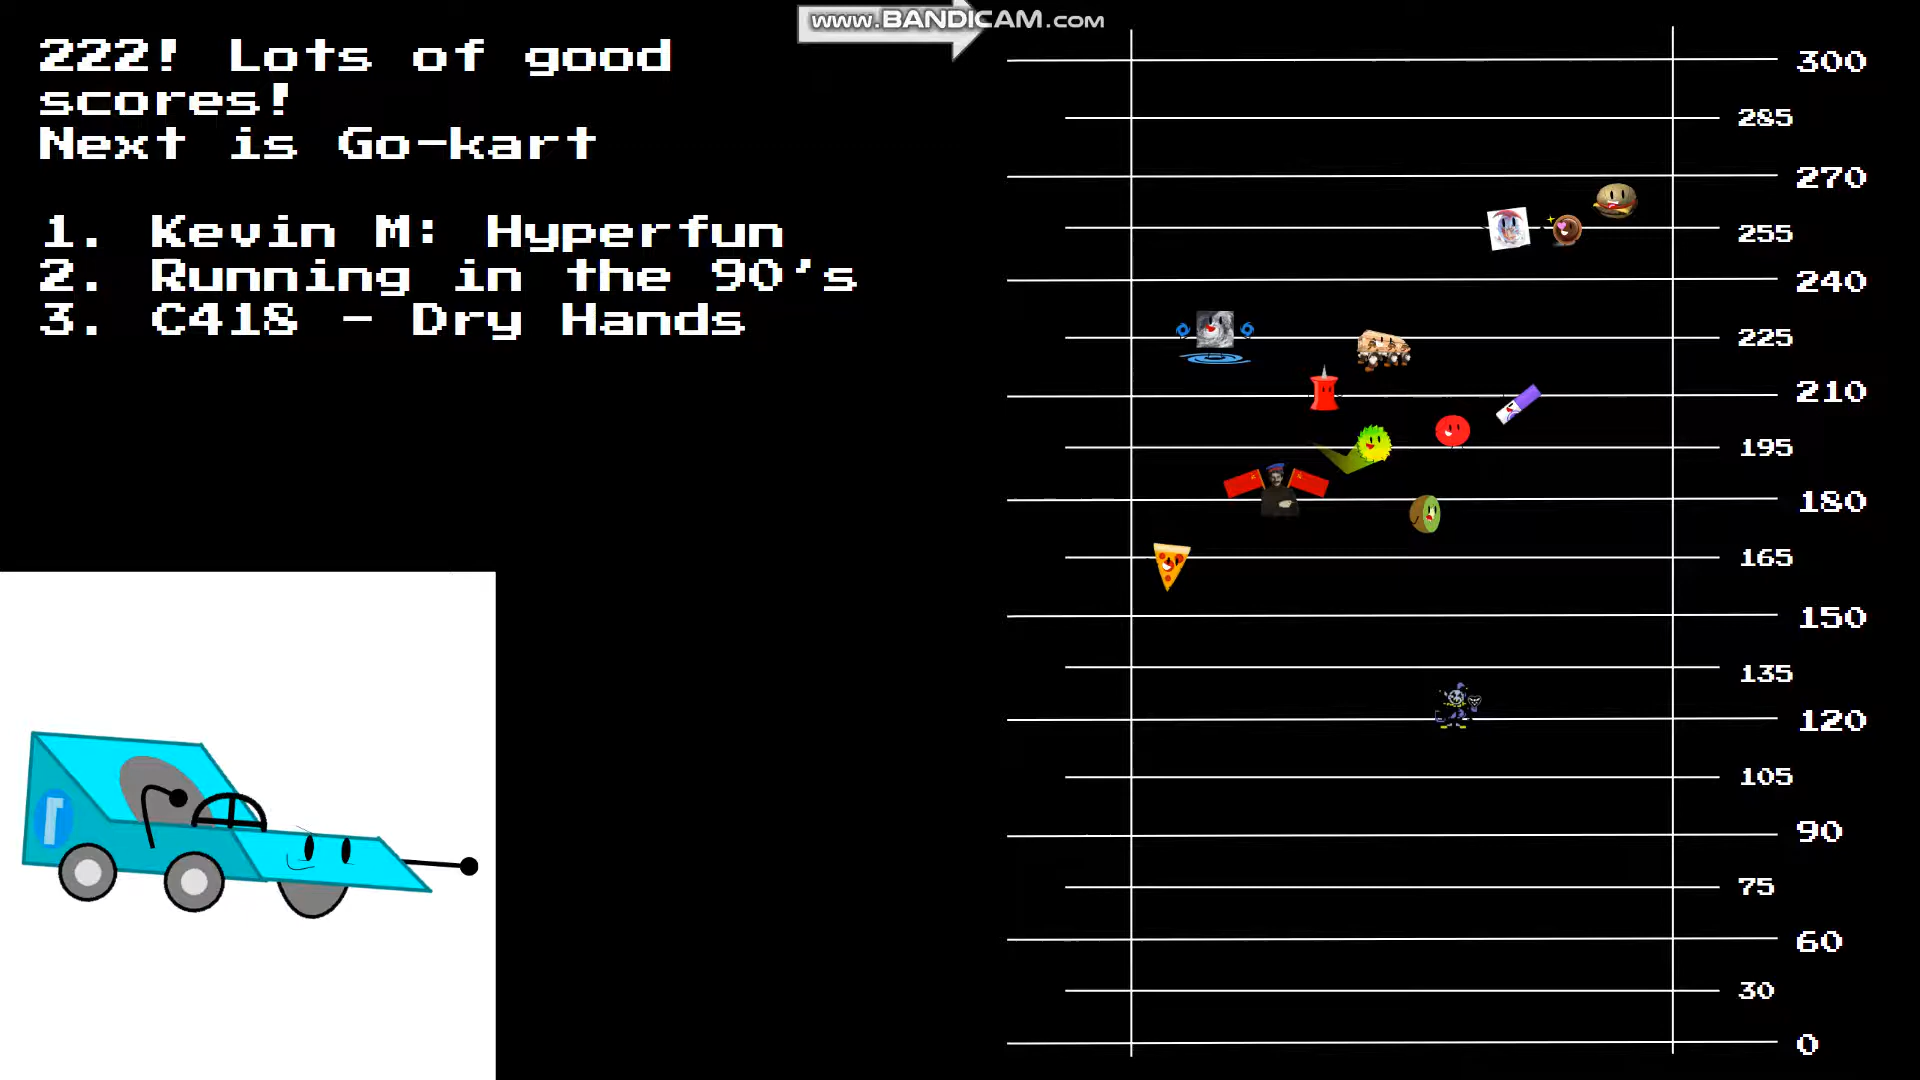 www.BANDICAM.com
222! Lots of good
scores!
Next is Go-kart
1. Kevin M: Hyperfun
2. Running in the 90's
3. C418 - Dry Hands
300
285
270
255
240
225
210
195
180
165
150
135
120
105
90
75
60
30
0